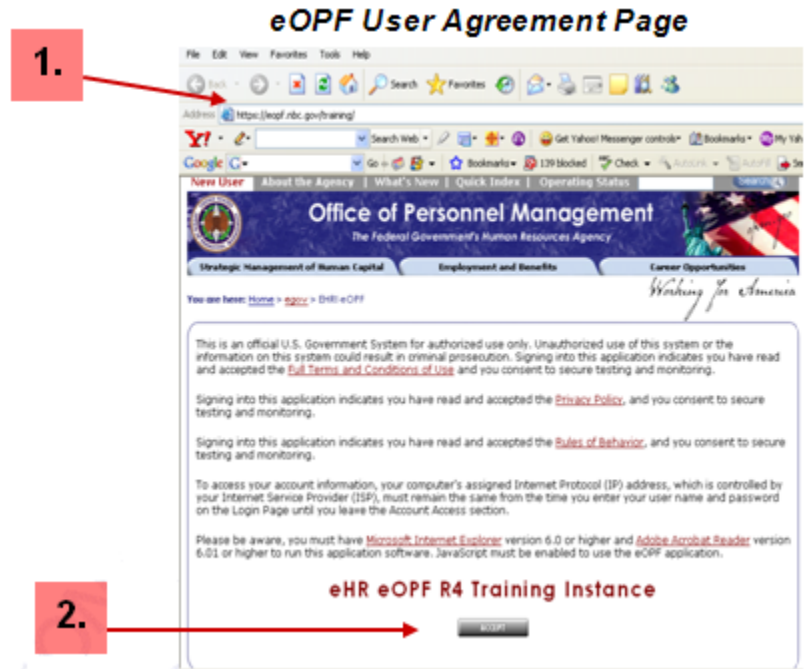 eOPF User Agreement Page
1.
File Edit View Favorites Tools Help
Back Search Favorites
Address https://eopf.nbc.gov/training/
Y! Search Web Get Yahoo! Messenger controls Bookmarks My Yah
Google G Go Bookmarks 139 blocked Check AutoLink AutoFill Se
New User | About the Agency | What's New | Quick Index | Operating Status Search
Office of Personnel Management
The Federal Government's Human Resources Agency
Strategic Management of Human Capital Employment and Benefits Career Opportunities
Working for America
You are here: Home > egov > EHRI-eOPF
This is an official U.S. Government System for authorized use only. Unauthorized use of this system or the
information on this system could result in criminal prosecution. Signing into this application indicates you have read
and accepted the Full Terms and Conditions of Use and you consent to secure testing and monitoring.
Signing into this application indicates you have read and accepted the Privacy Policy, and you consent to secure
testing and monitoring.
Signing into this application indicates you have read and accepted the Rules of Behavior, and you consent to secure
testing and monitoring.
To access your account information, your computer's assigned Internet Protocol (IP) address, which is controlled by
your Internet Service Provider (ISP), must remain the same from the time you enter your user name and password
on the Login Page until you leave the Account Access section.
Please be aware, you must have Microsoft Internet Explorer version 6.0 or higher and Adobe Acrobat Reader version
6.01 or higher to run this application software. JavaScript must be enabled to use the eOPF application.
eHR eOPF R4 Training Instance
2.
ACCEPT